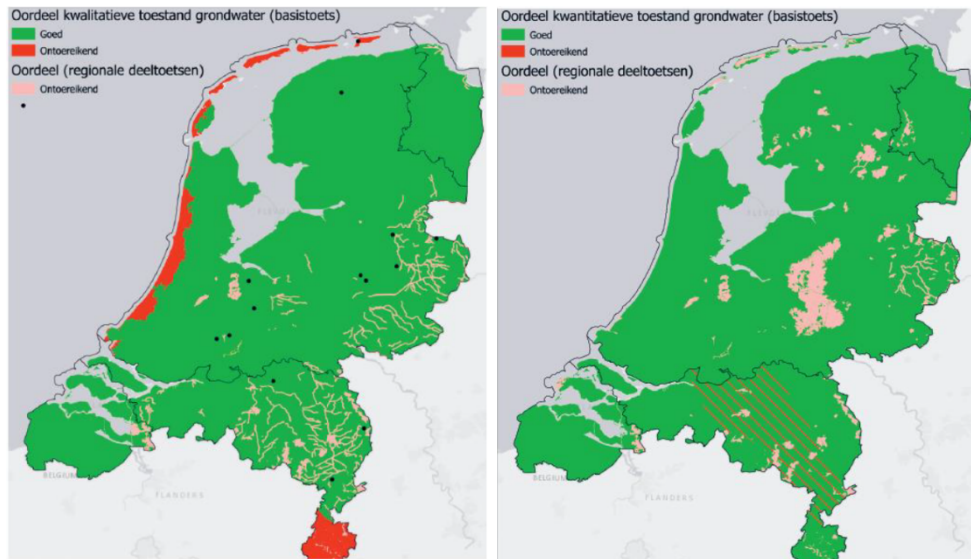 Oordeel kwalitatieve toestand grondwater (basistoets)
Goed
Ontoereikend
Oordeel (regionale deeltoetsen)
Ontoereikend
BELGIUM
FLANDERS
Oordeel kwantitatieve toestand grondwater (basistoets)
Goed
Ontoereikend
Oordeel (regionale deeltoetsen)
Ontoereikend
BELGIUM
FLANDERS